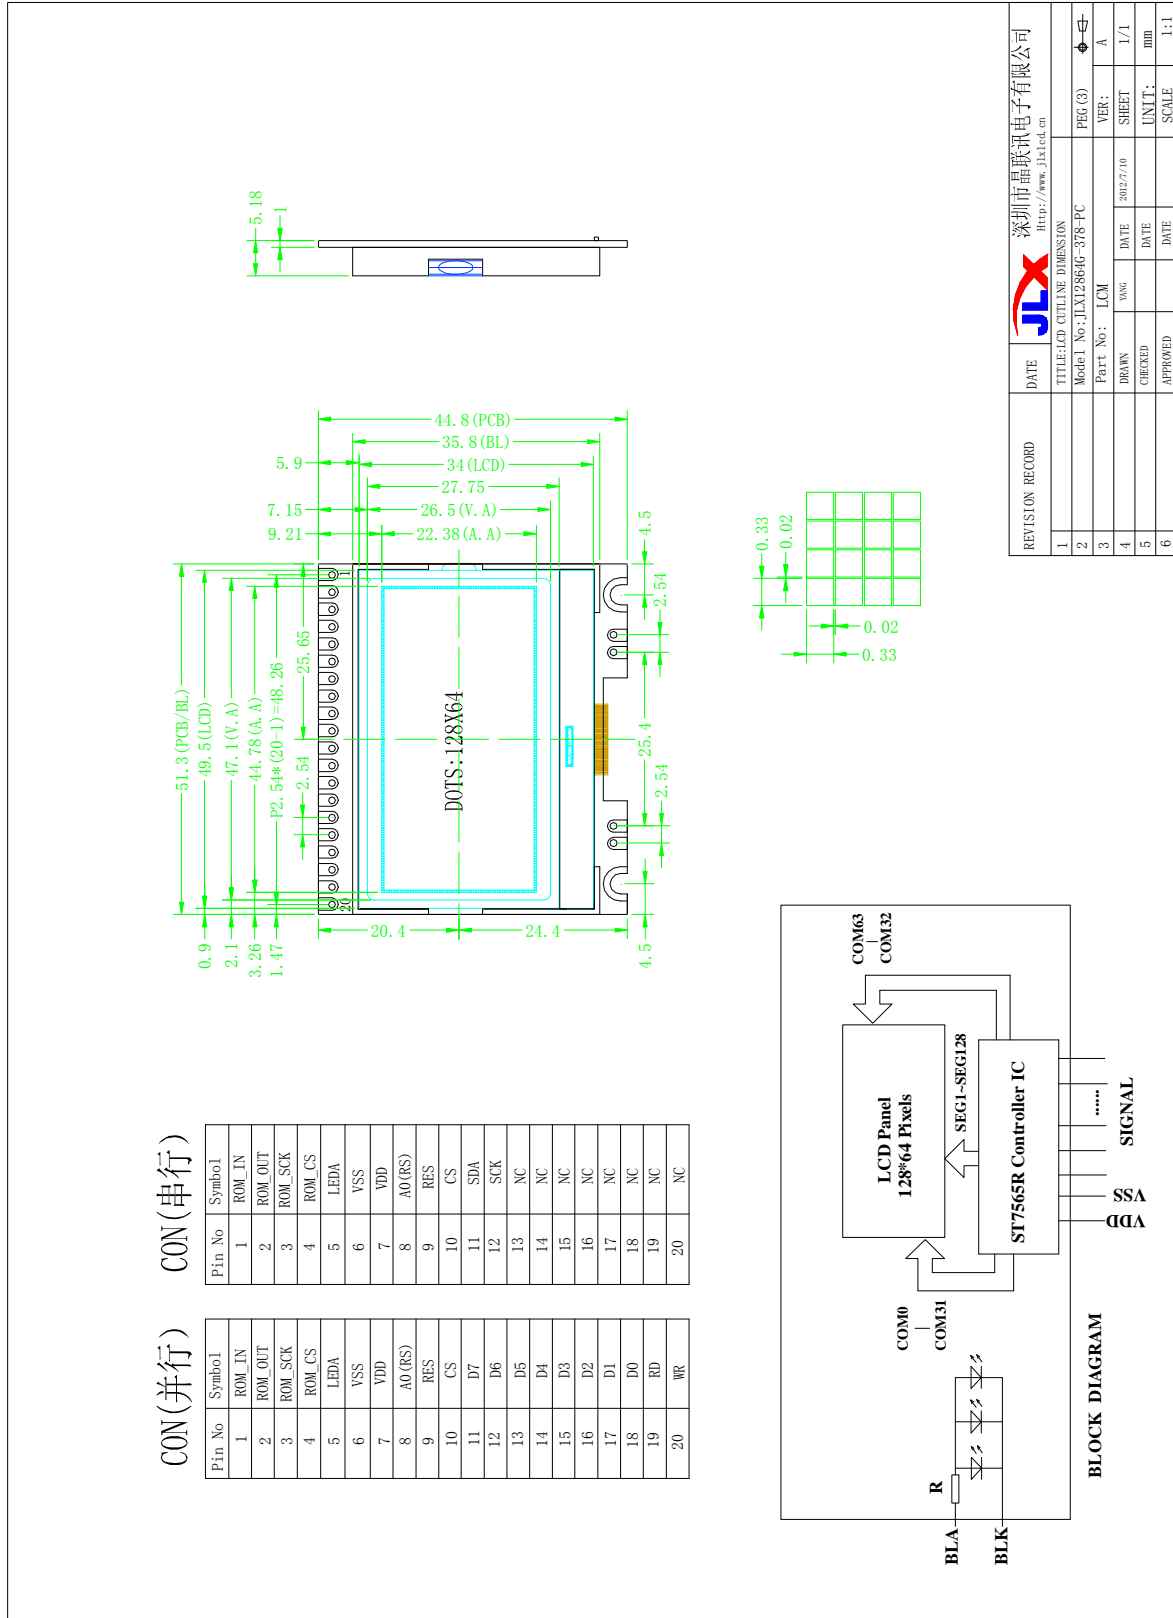 CON(并行)
Pin No Symbol
1 ROM_IN
2 ROM_OUT
3 ROM_SCK
4 ROM_CS
5 LEDA
6 VSS
7 VDD
8 A0(RS)
9 RES
10 CS
11 D7
12 D6
13 D5
14 D4
15 D3
16 D2
17 D1
18 D0
19 RD
20 WR
CON(串行)
Pin No Symbol
1 ROM_IN
2 ROM_OUT
3 ROM_SCK
4 ROM_CS
5 LEDA
6 VSS
7 VDD
8 A0(RS)
9 RES
10 CS
11 SDA
12 SCK
13 NC
14 NC
15 NC
16 NC
17 NC
18 NC
19 NC
20 NC
51.3(PCB/BL)
49.5(LCD)
47.1(V.A)
44.78(A.A)
P2.54*(20-1)=48.26
2.54
25.65
0.9
2.1
3.26
1.47
5.9
7.15
9.21
44.8(PCB)
35.8(BL)
34(LCD)
27.75
26.5(V.A)
22.38(A.A)
20
1
DOTS:128X64
20.4
24.4
4.5
2.54
25.4
2.54
4.5
5.18
1
0.33
0.02
0.02
0.33
BLA
BLK
R
COM0
COM31
LCD Panel
128*64 Pixels
COM63
COM32
SEG1~SEG128
ST7565R Controller IC
VDD
VSS
......
SIGNAL
BLOCK DIAGRAM
REVISION RECORD DATE
1
2
3
4
5
6
JLX
深圳市晶联讯电子有限公司
Http://www.jlxlcd.cn
TITLE:LCD CUTLINE DIMENSION
Model No:JLX12864G-378-PC PEG(3)
Part No: LCM VER: A
DRAWN YANG DATE 2012/7/10 SHEET 1/1
CHECKED DATE UNIT: mm
APPROVED DATE SCALE 1:1